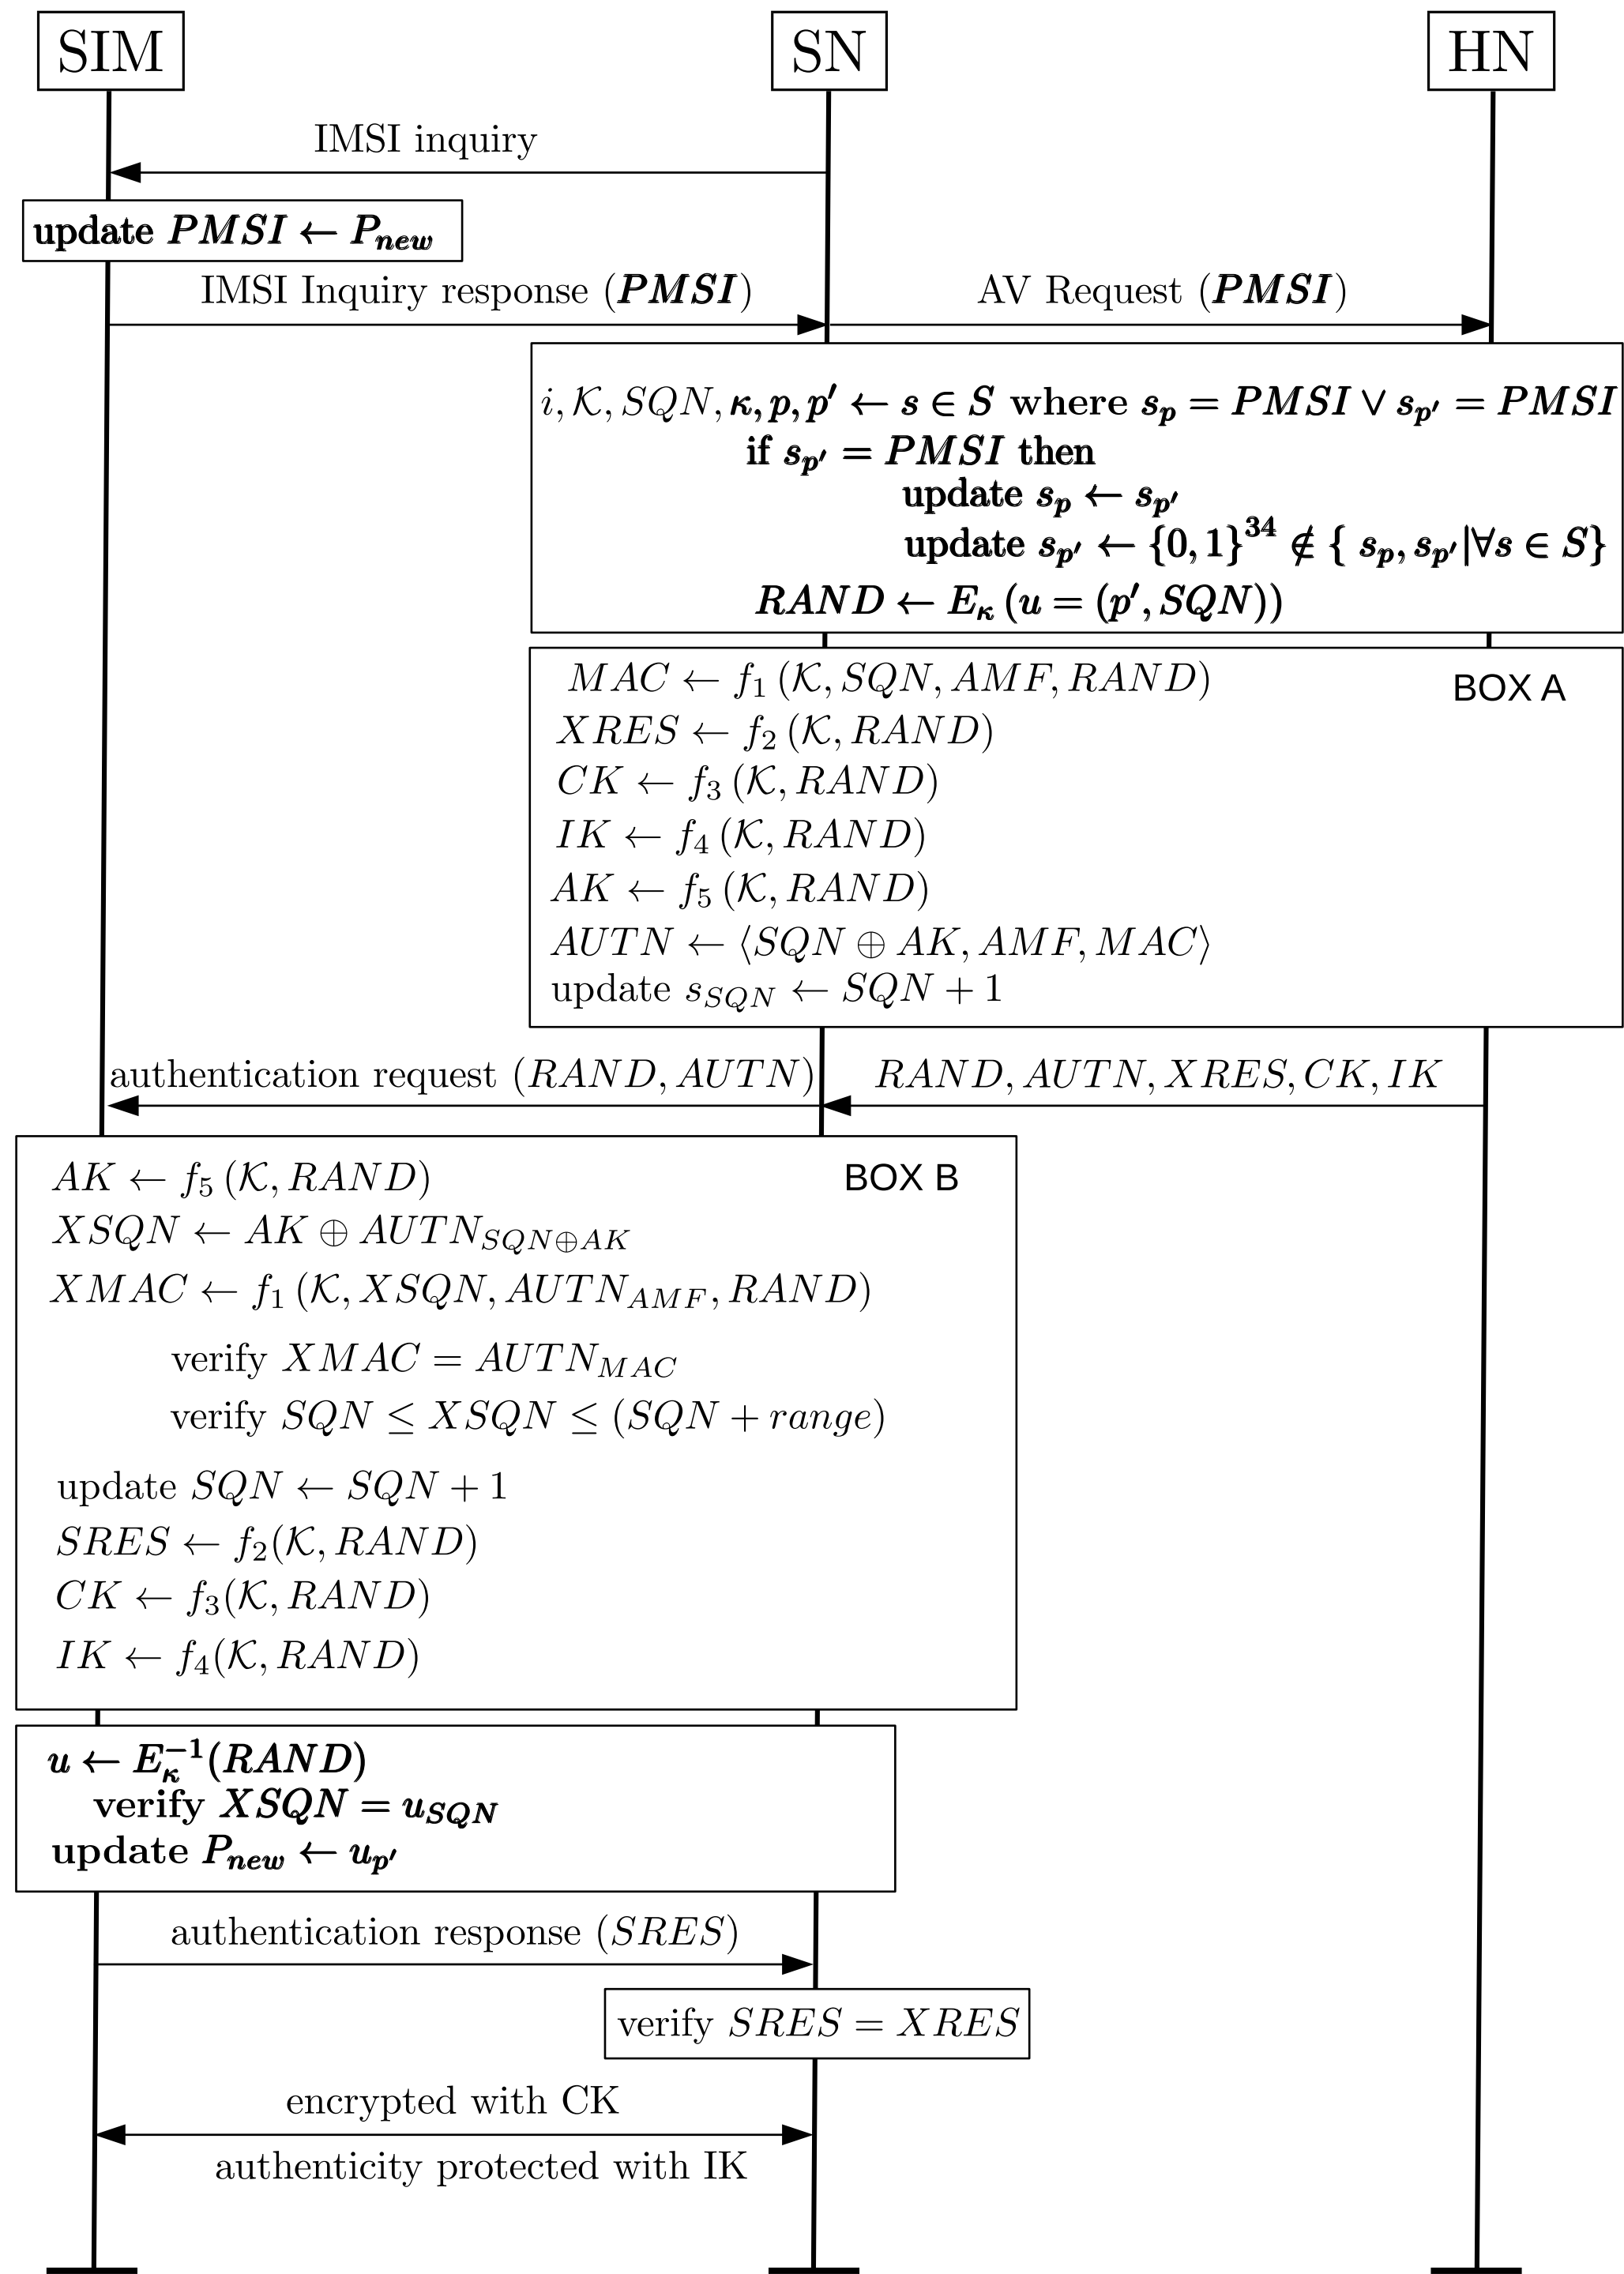 SIM SN HN
IMSI inquiry
update PMSI ← P_new
IMSI Inquiry response (PMSI) AV Request (PMSI)
i, 𝒦, SQN, κ, p, p′ ← s ∈ S where s_p = PMSI ∨ s_p′ = PMSI
if s_p′ = PMSI then
update s_p ← s_p′
update s_p′ ← {0, 1}^34 ∉ { s_p, s_p′ |∀s ∈ S}
RAND ← E_κ (u = (p′, SQN))
MAC ← f_1 (𝒦, SQN, AMF, RAND) BOX A
XRES ← f_2 (𝒦, RAND)
CK ← f_3 (𝒦, RAND)
IK ← f_4 (𝒦, RAND)
AK ← f_5 (𝒦, RAND)
AUTN ← ⟨SQN ⊕ AK, AMF, MAC⟩
update s_SQN ← SQN + 1
authentication request (RAND, AUTN) RAND, AUTN, XRES, CK, IK
AK ← f_5 (𝒦, RAND) BOX B
XSQN ← AK ⊕ AUTN_SQN⊕AK
XMAC ← f_1 (𝒦, XSQN, AUTN_AMF, RAND)
verify XMAC = AUTN_MAC
verify SQN ≤ XSQN ≤ (SQN + range)
update SQN ← SQN + 1
SRES ← f_2(𝒦, RAND)
CK ← f_3(𝒦, RAND)
IK ← f_4(𝒦, RAND)
u ← E_κ^−1(RAND)
verify XSQN = u_SQN
update P_new ← u_p′
authentication response (SRES)
verify SRES = XRES
encrypted with CK
authenticity protected with IK